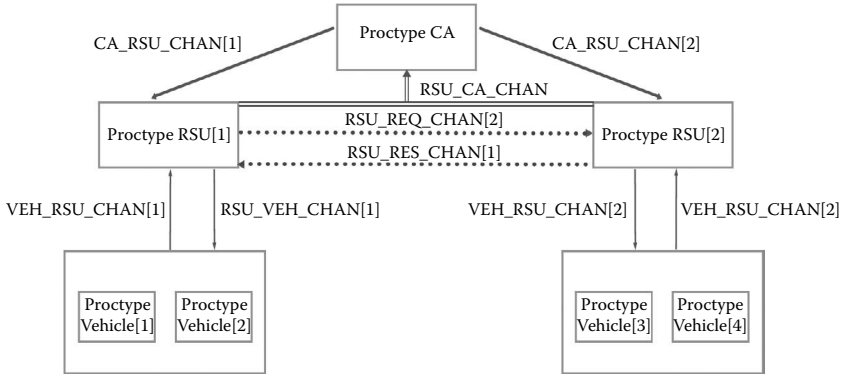 Proctype CA
CA_RSU_CHAN[1]
CA_RSU_CHAN[2]
RSU_CA_CHAN
Proctype RSU[1]
RSU_REQ_CHAN[2]
Proctype RSU[2]
RSU_RES_CHAN[1]
VEH_RSU_CHAN[1]
RSU_VEH_CHAN[1]
VEH_RSU_CHAN[2]
VEH_RSU_CHAN[2]
Proctype
Vehicle[1]
Proctype
Vehicle[2]
Proctype
Vehicle[3]
Proctype
Vehicle[4]